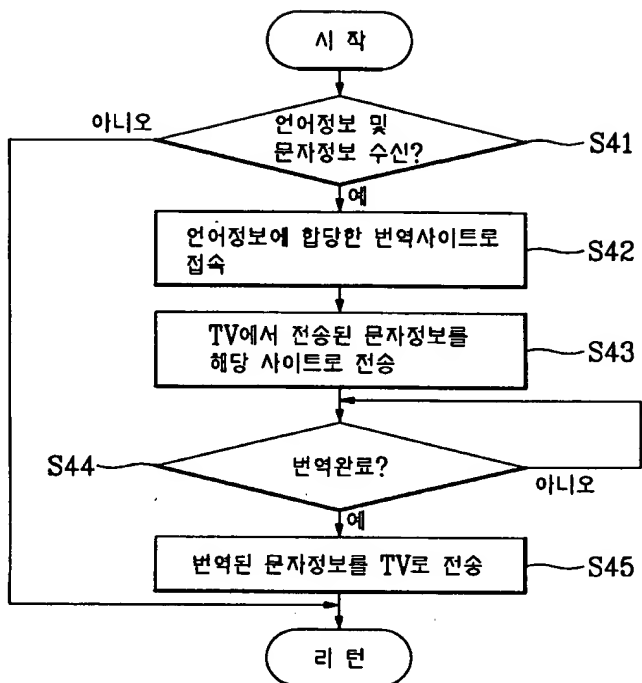 시 작
아니오
언어정보 및
문자정보 수신?
S41
예
언어정보에 합당한 번역사이트로
접속
S42
TV에서 전송된 문자정보를
해당 사이트로 전송
S43
S44
번역완료?
아니오
예
번역된 문자정보를 TV로 전송
S45
리 턴